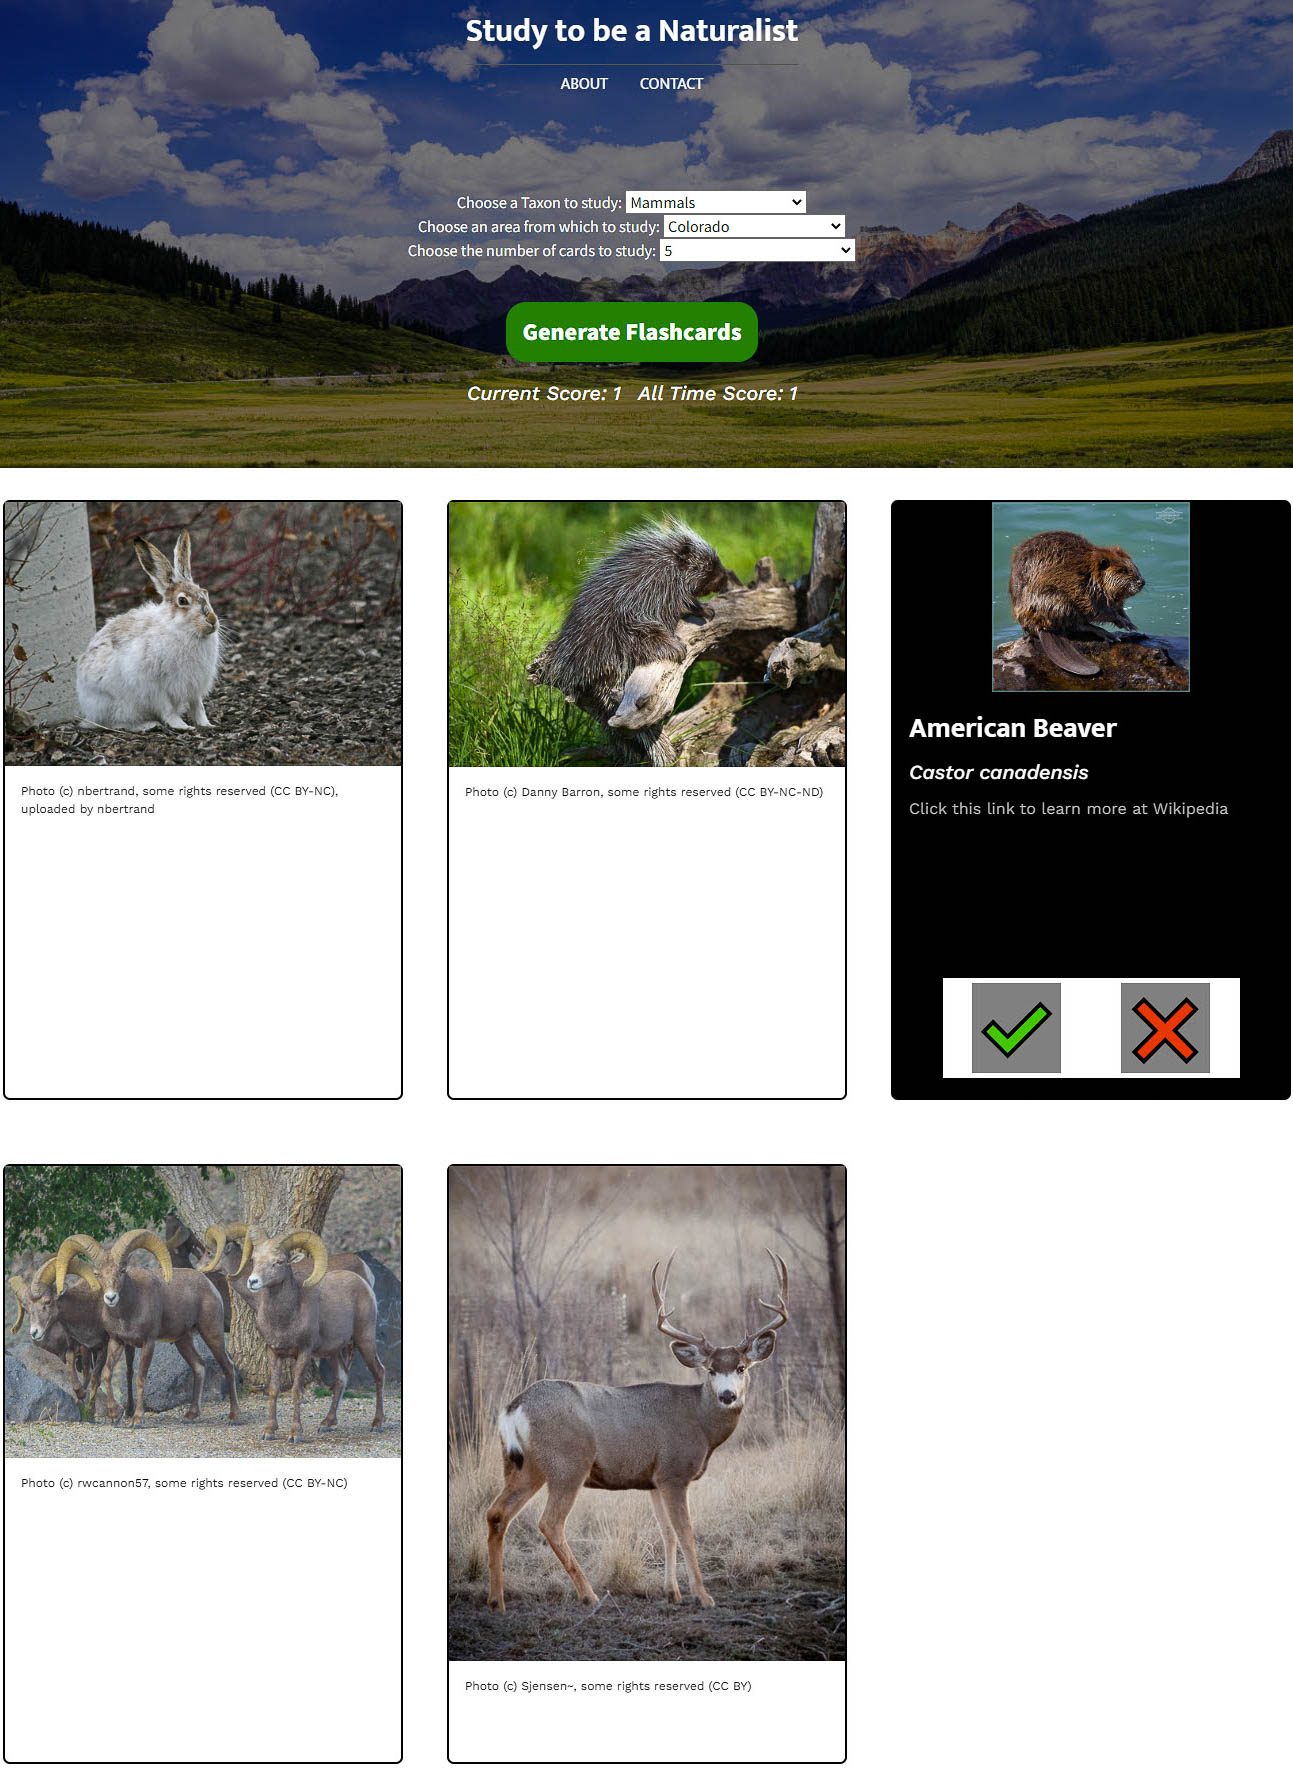 Study to be a Naturalist
ABOUT CONTACT
Choose a Taxon to study: Mammals
Choose an area from which to study: Colorado
Choose the number of cards to study: 5
Generate Flashcards
Current Score: 1 All Time Score: 1
Photo (c) nbertrand, some rights reserved (CC BY-NC),
uploaded by nbertrand
Photo (c) Danny Barron, some rights reserved (CC BY-NC-ND)
American Beaver
Castor canadensis
Click this link to learn more at Wikipedia
Photo (c) rwcannon57, some rights reserved (CC BY-NC)
Photo (c) Sjensen~, some rights reserved (CC BY)